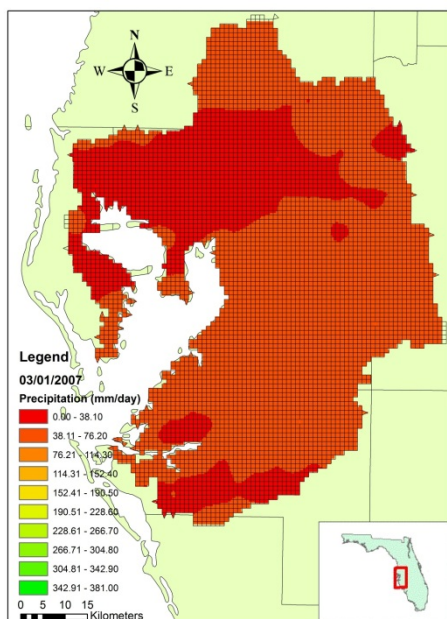 N
W E
S
Legend
03/01/2007
Precipitation (mm/day)
0.00 - 38.10
38.11 - 76.20
76.21 - 114.30
114.31 - 152.40
152.41 - 190.50
190.51 - 228.60
228.61 - 266.70
266.71 - 304.80
304.81 - 342.90
342.91 - 381.00
0 5 10 15
Kilometers